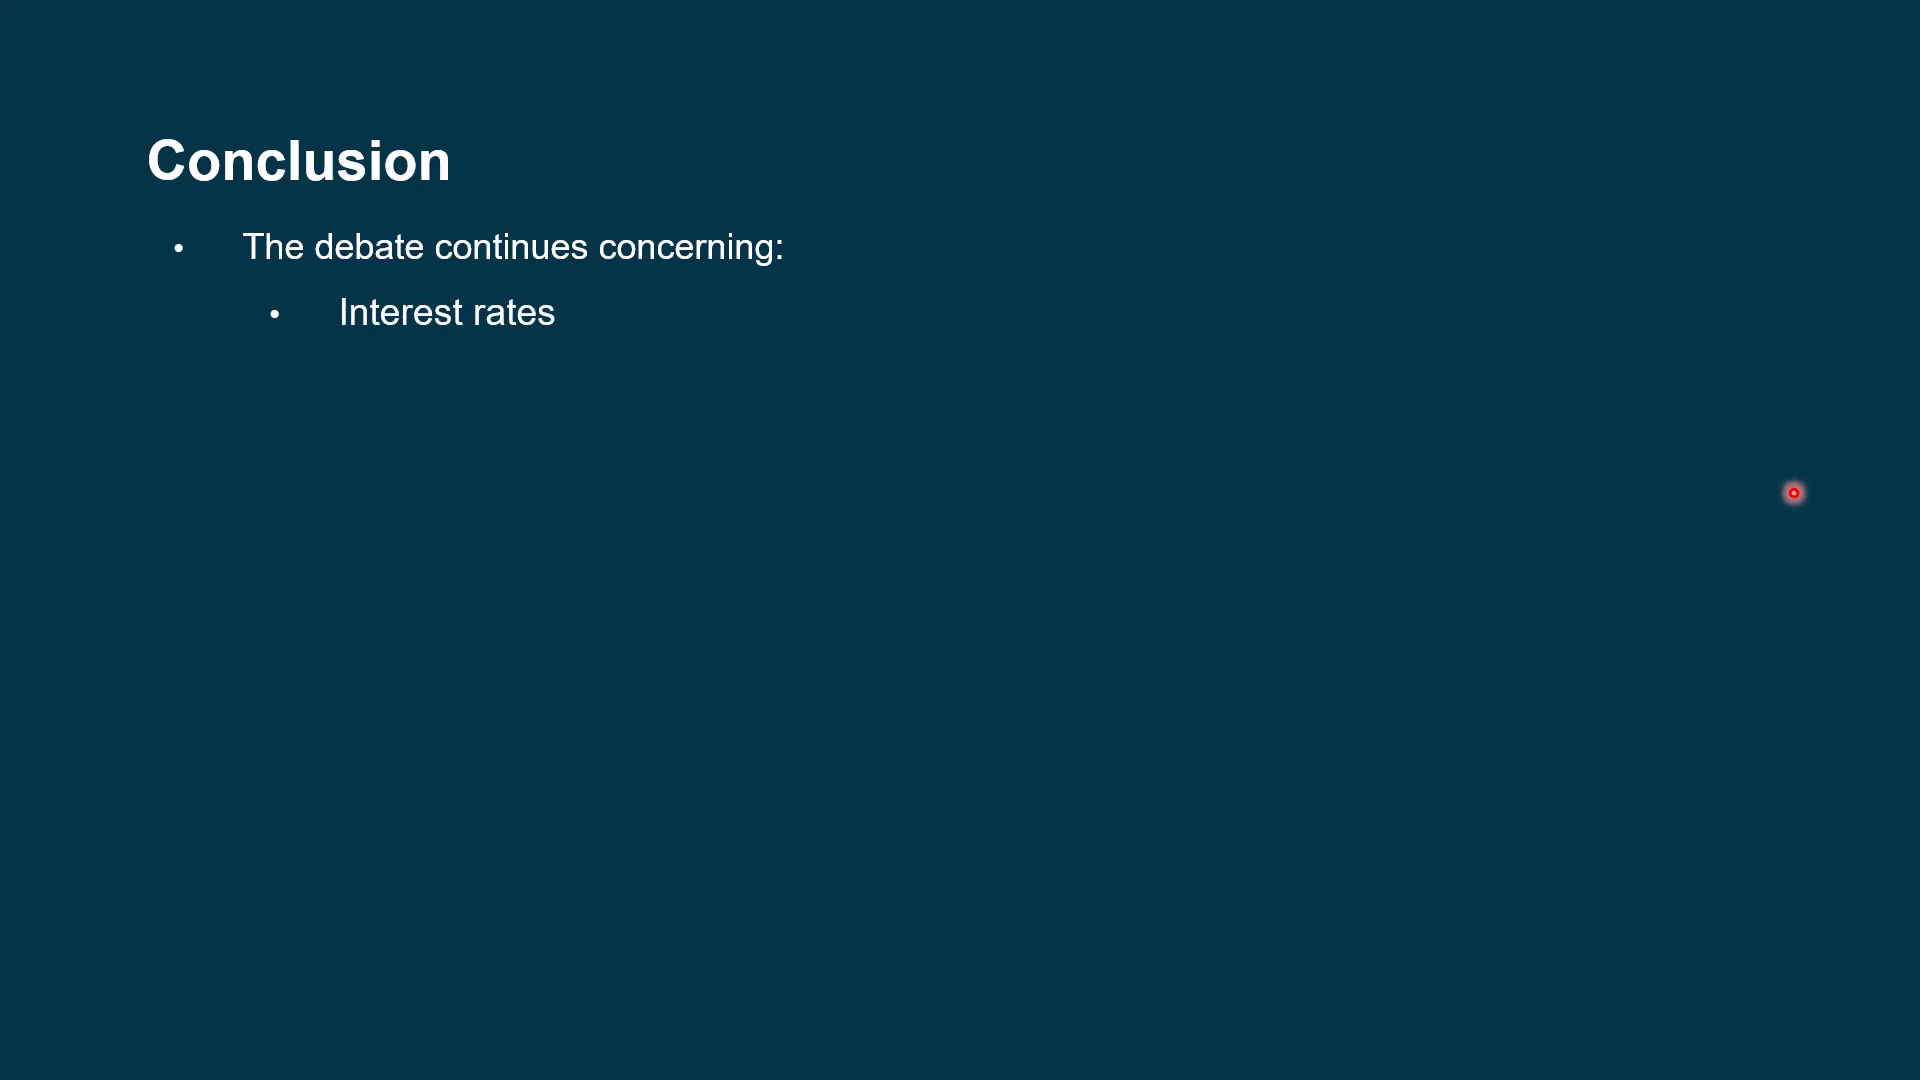 Conclusion
• The debate continues concerning:
• Interest rates